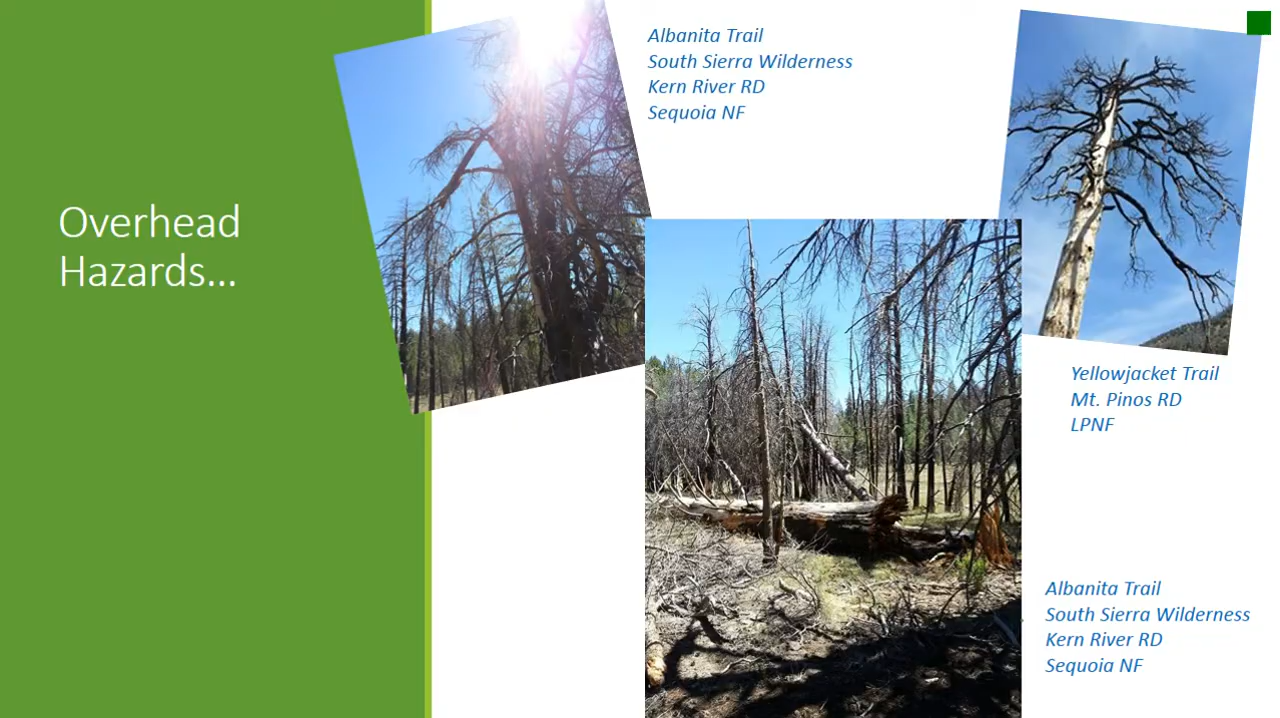 Overhead
Hazards...
Albanita Trail
South Sierra Wilderness
Kern River RD
Sequoia NF
Yellowjacket Trail
Mt. Pinos RD
LPNF
Albanita Trail
South Sierra Wilderness
Kern River RD
Sequoia NF